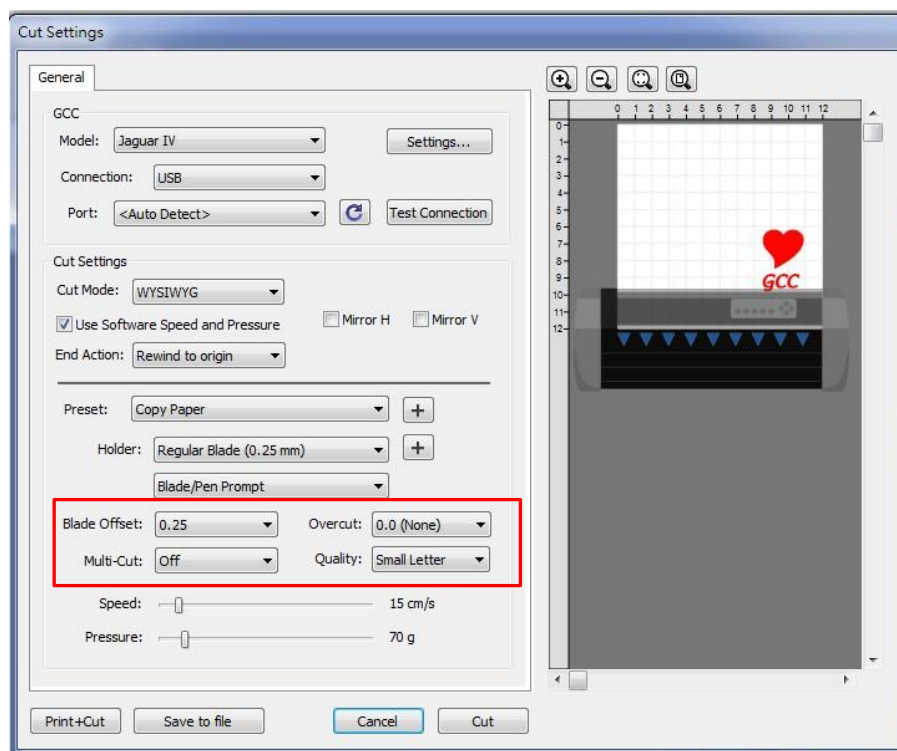 Cut Settings
General
GCC
Model: Jaguar IV Settings...
Connection: USB
Port: <Auto Detect> Test Connection
Cut Settings
Cut Mode: WYSIWYG
Use Software Speed and Pressure Mirror H Mirror V
End Action: Rewind to origin
Preset: Copy Paper +
Holder: Regular Blade (0.25 mm) +
Blade/Pen Prompt
Blade Offset: 0.25 Overcut: 0.0 (None)
Multi-Cut: Off Quality: Small Letter
Speed: 15 cm/s
Pressure: 70 g
Print+Cut Save to file Cancel Cut
0 1 2 3 4 5 6 7 8 9 10 11 12
0
1
2
3
4
5
6
7
8
9
10
11
12
GCC